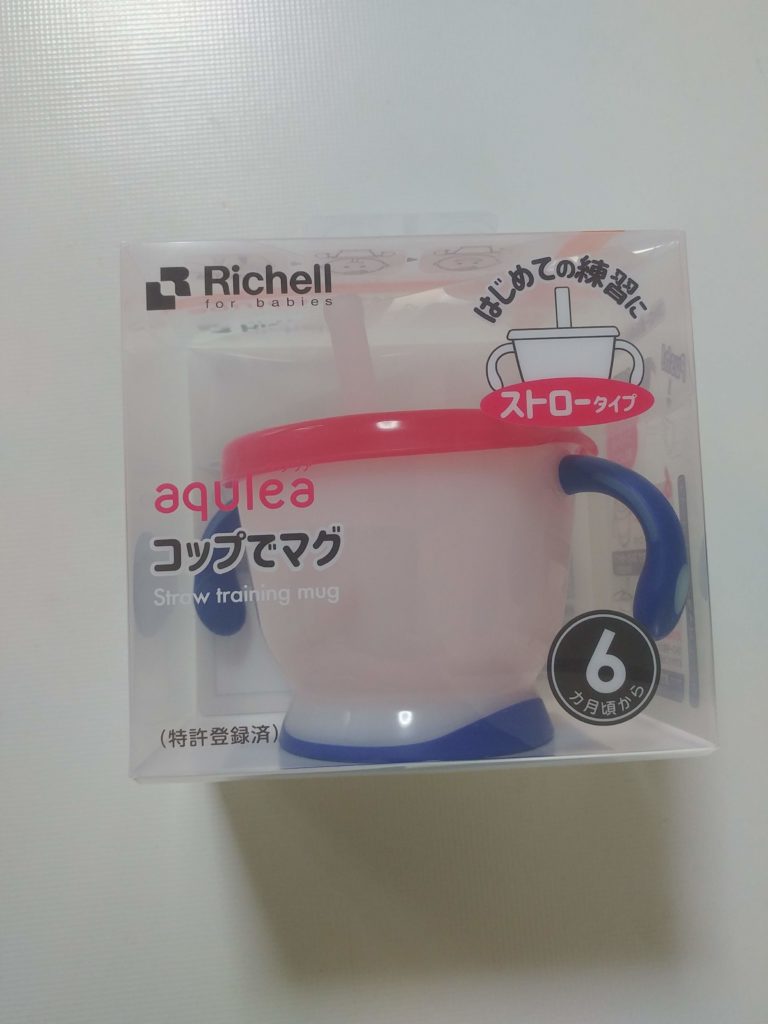 Richell
for babies
はじめての練習に
ストロータイプ
aqulea
コップでマグ
Straw training mug
6
カ月頃から
(特許登録済)